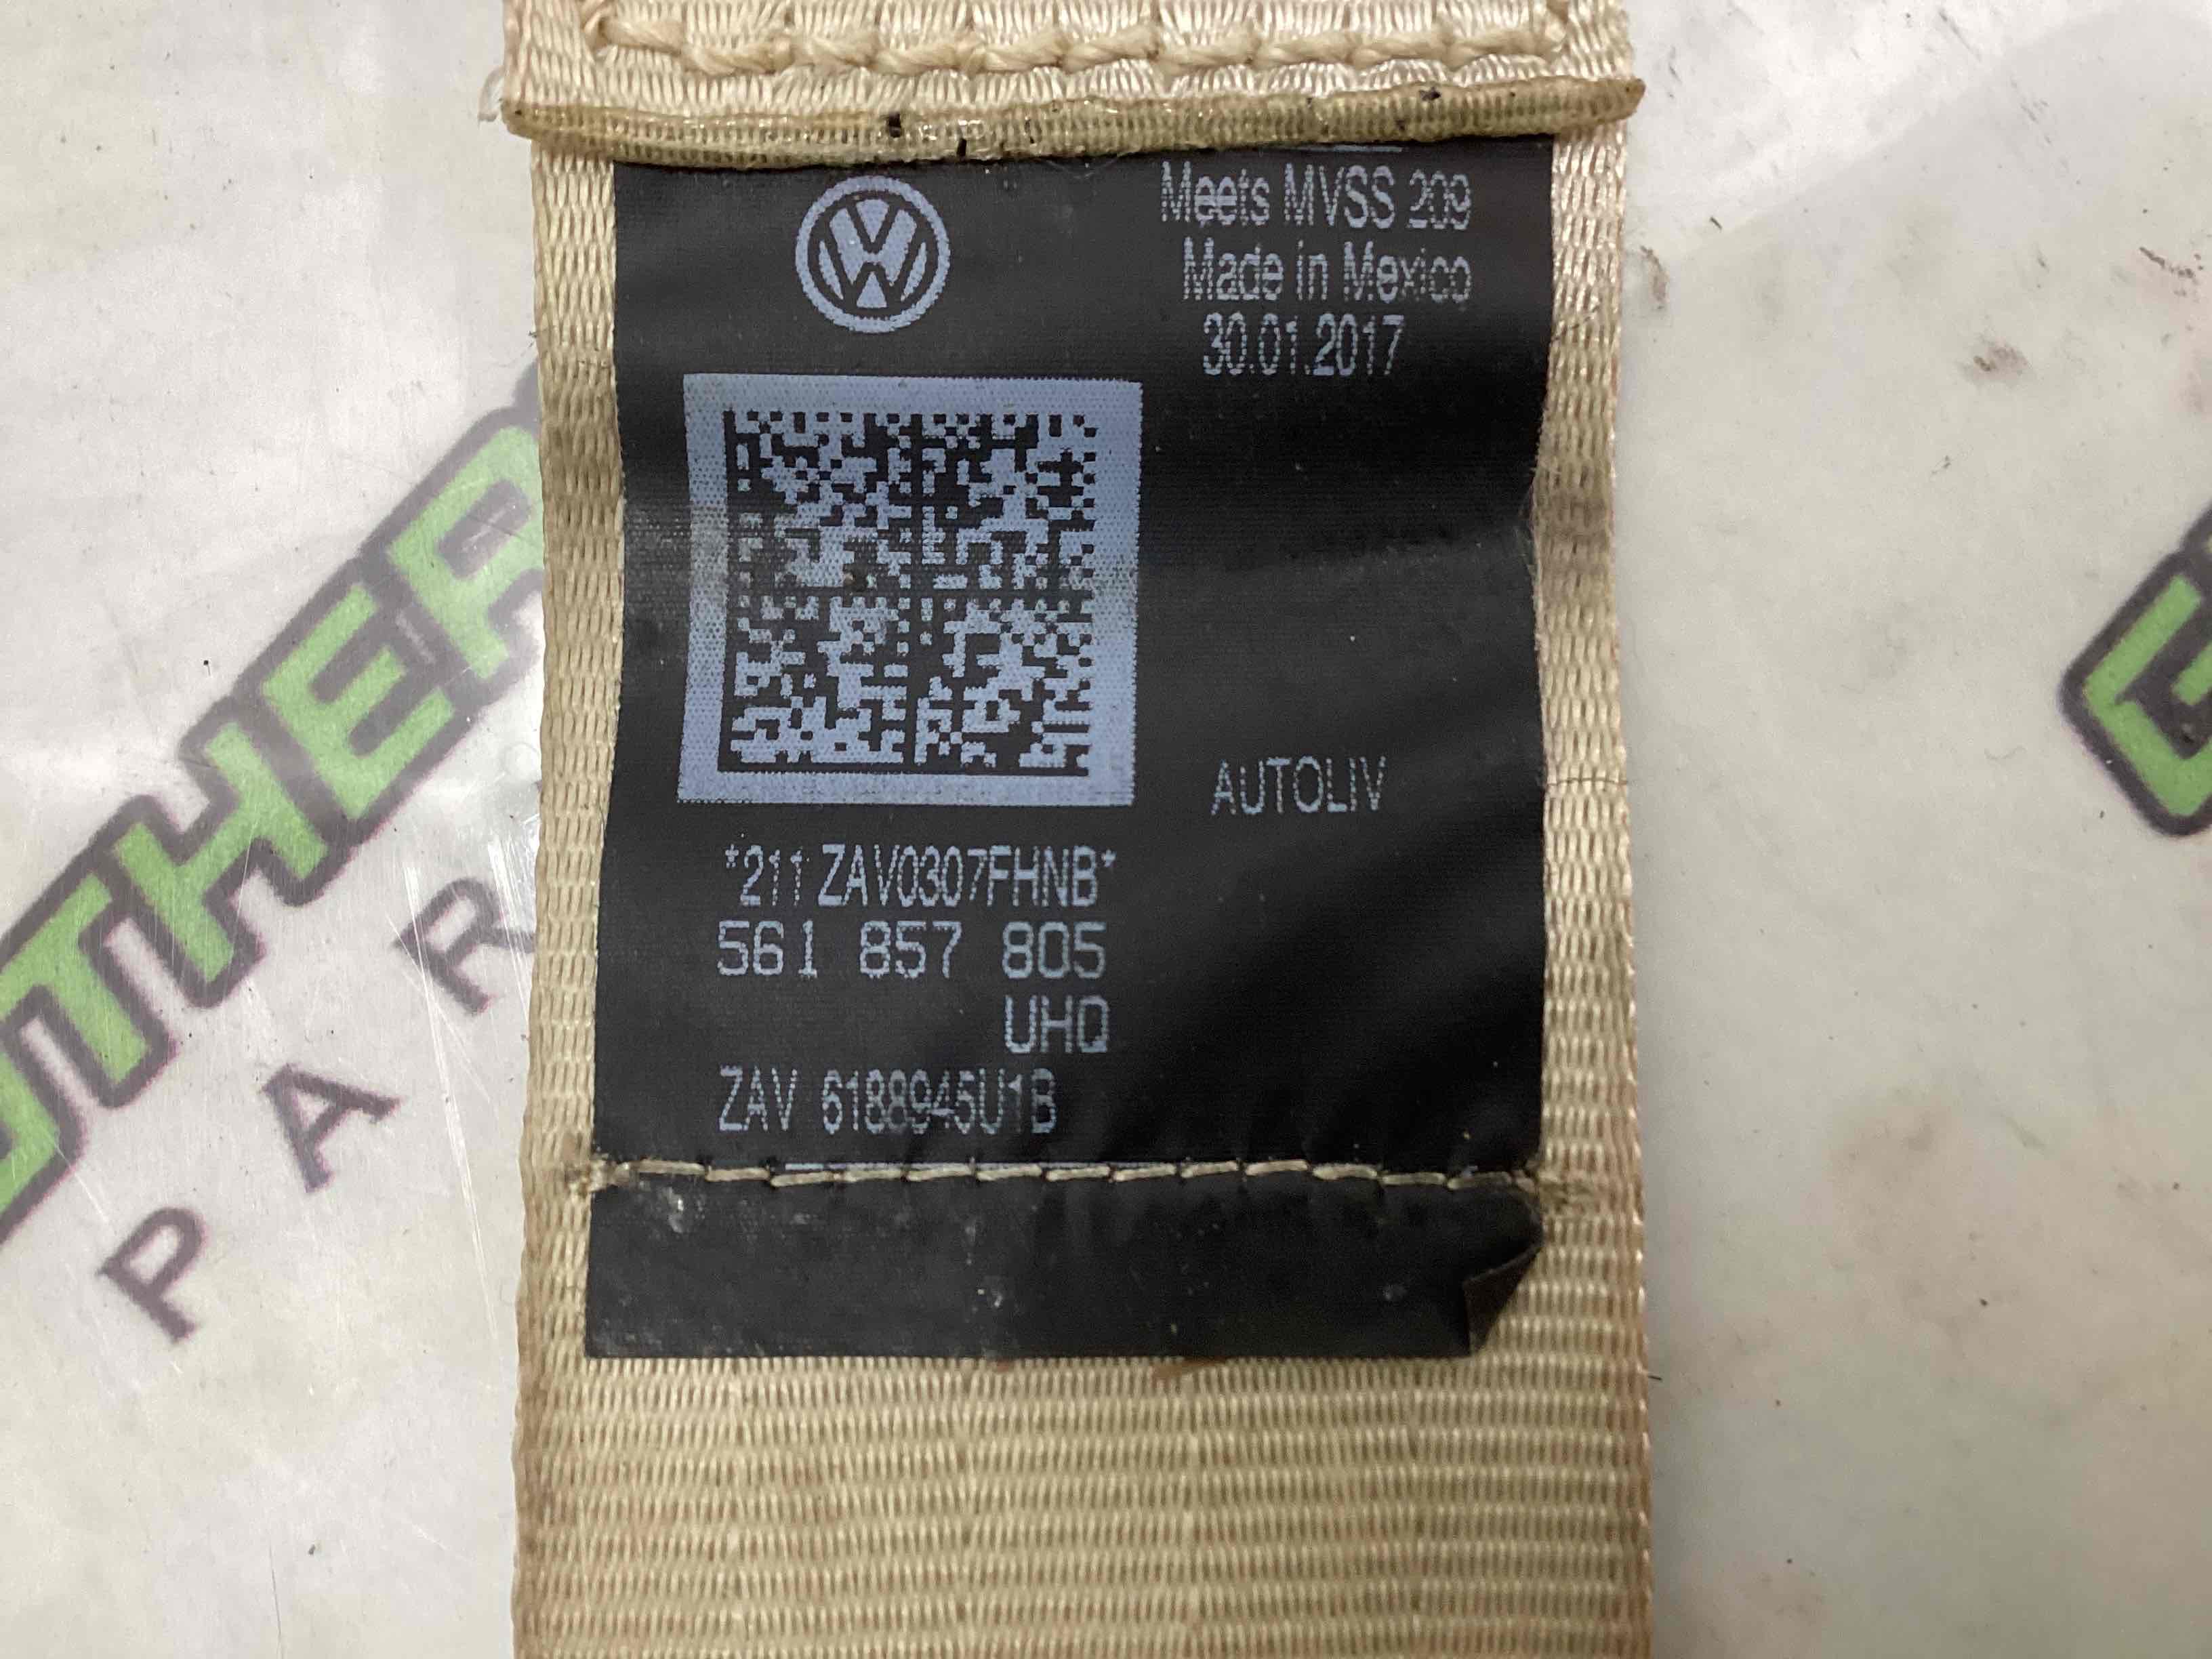 Meets MVSS 209
Made in Mexico
30.01.2017
AUTOLIV
*211 ZAV0307FHNB*
561 857 805
UHQ
ZAV 6188945U1B